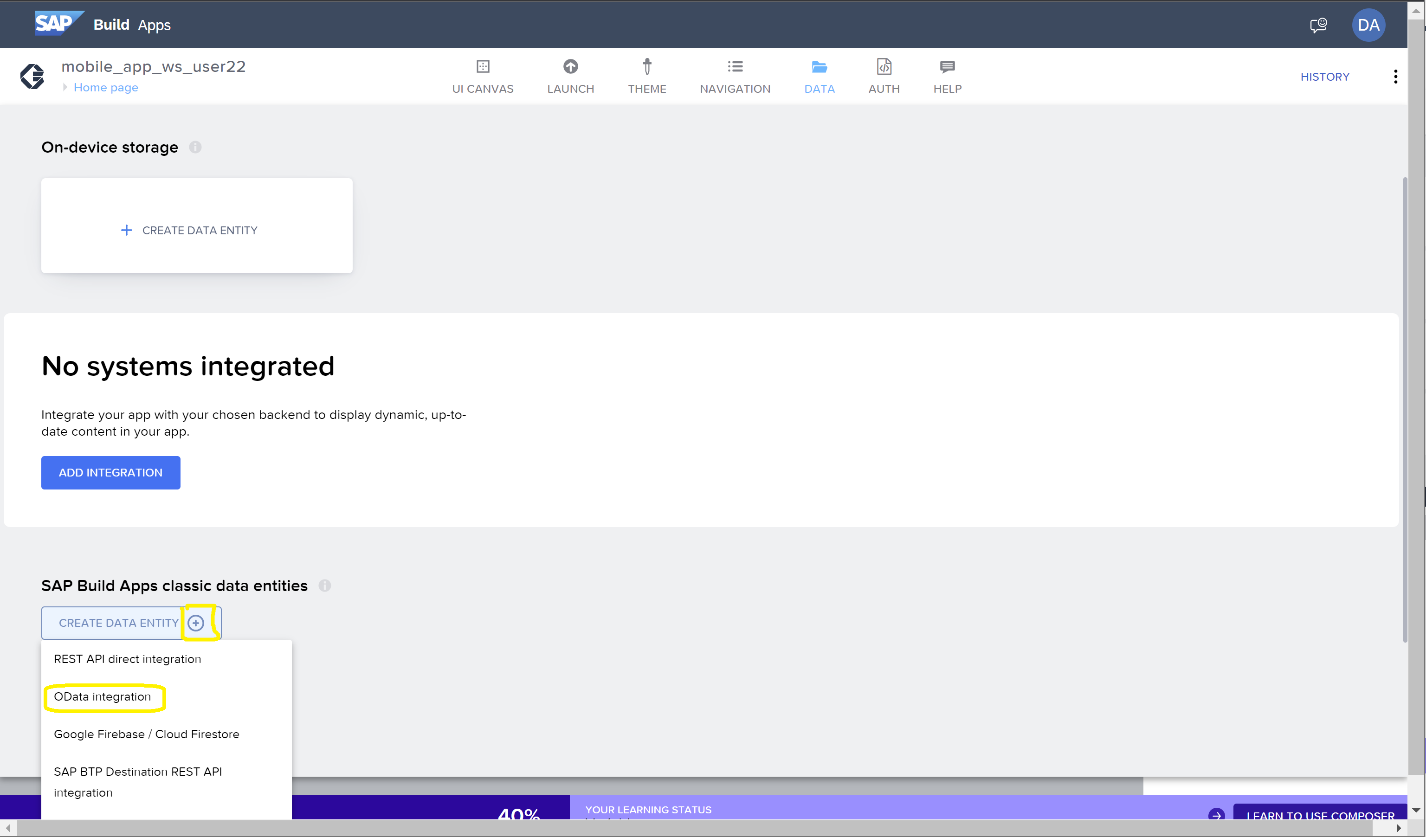 SAP Build Apps
DA
mobile_app_ws_user22
Home page
UI CANVAS
LAUNCH
THEME
NAVIGATION
DATA
AUTH
HELP
HISTORY
On-device storage
+ CREATE DATA ENTITY
No systems integrated
Integrate your app with your chosen backend to display dynamic, up-to-
date content in your app.
ADD INTEGRATION
SAP Build Apps classic data entities
CREATE DATA ENTITY
REST API direct integration
OData integration
Google Firebase / Cloud Firestore
SAP BTP Destination REST API
integration
40%
YOUR LEARNING STATUS
LEARN TO USE COMPOSER